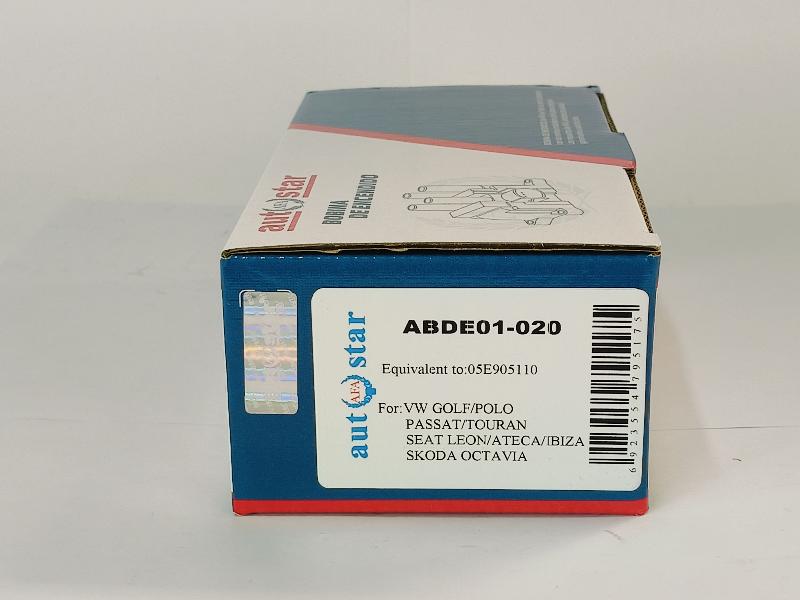 aut star
BOBINA
DE ENCENDIDO
aut AFA star
ABDE01-020
Equivalent to:05E905110
For:VW GOLF/POLO
PASSAT/TOURAN
SEAT LEON/ATECA/IBIZA
SKODA OCTAVIA
6923554795175